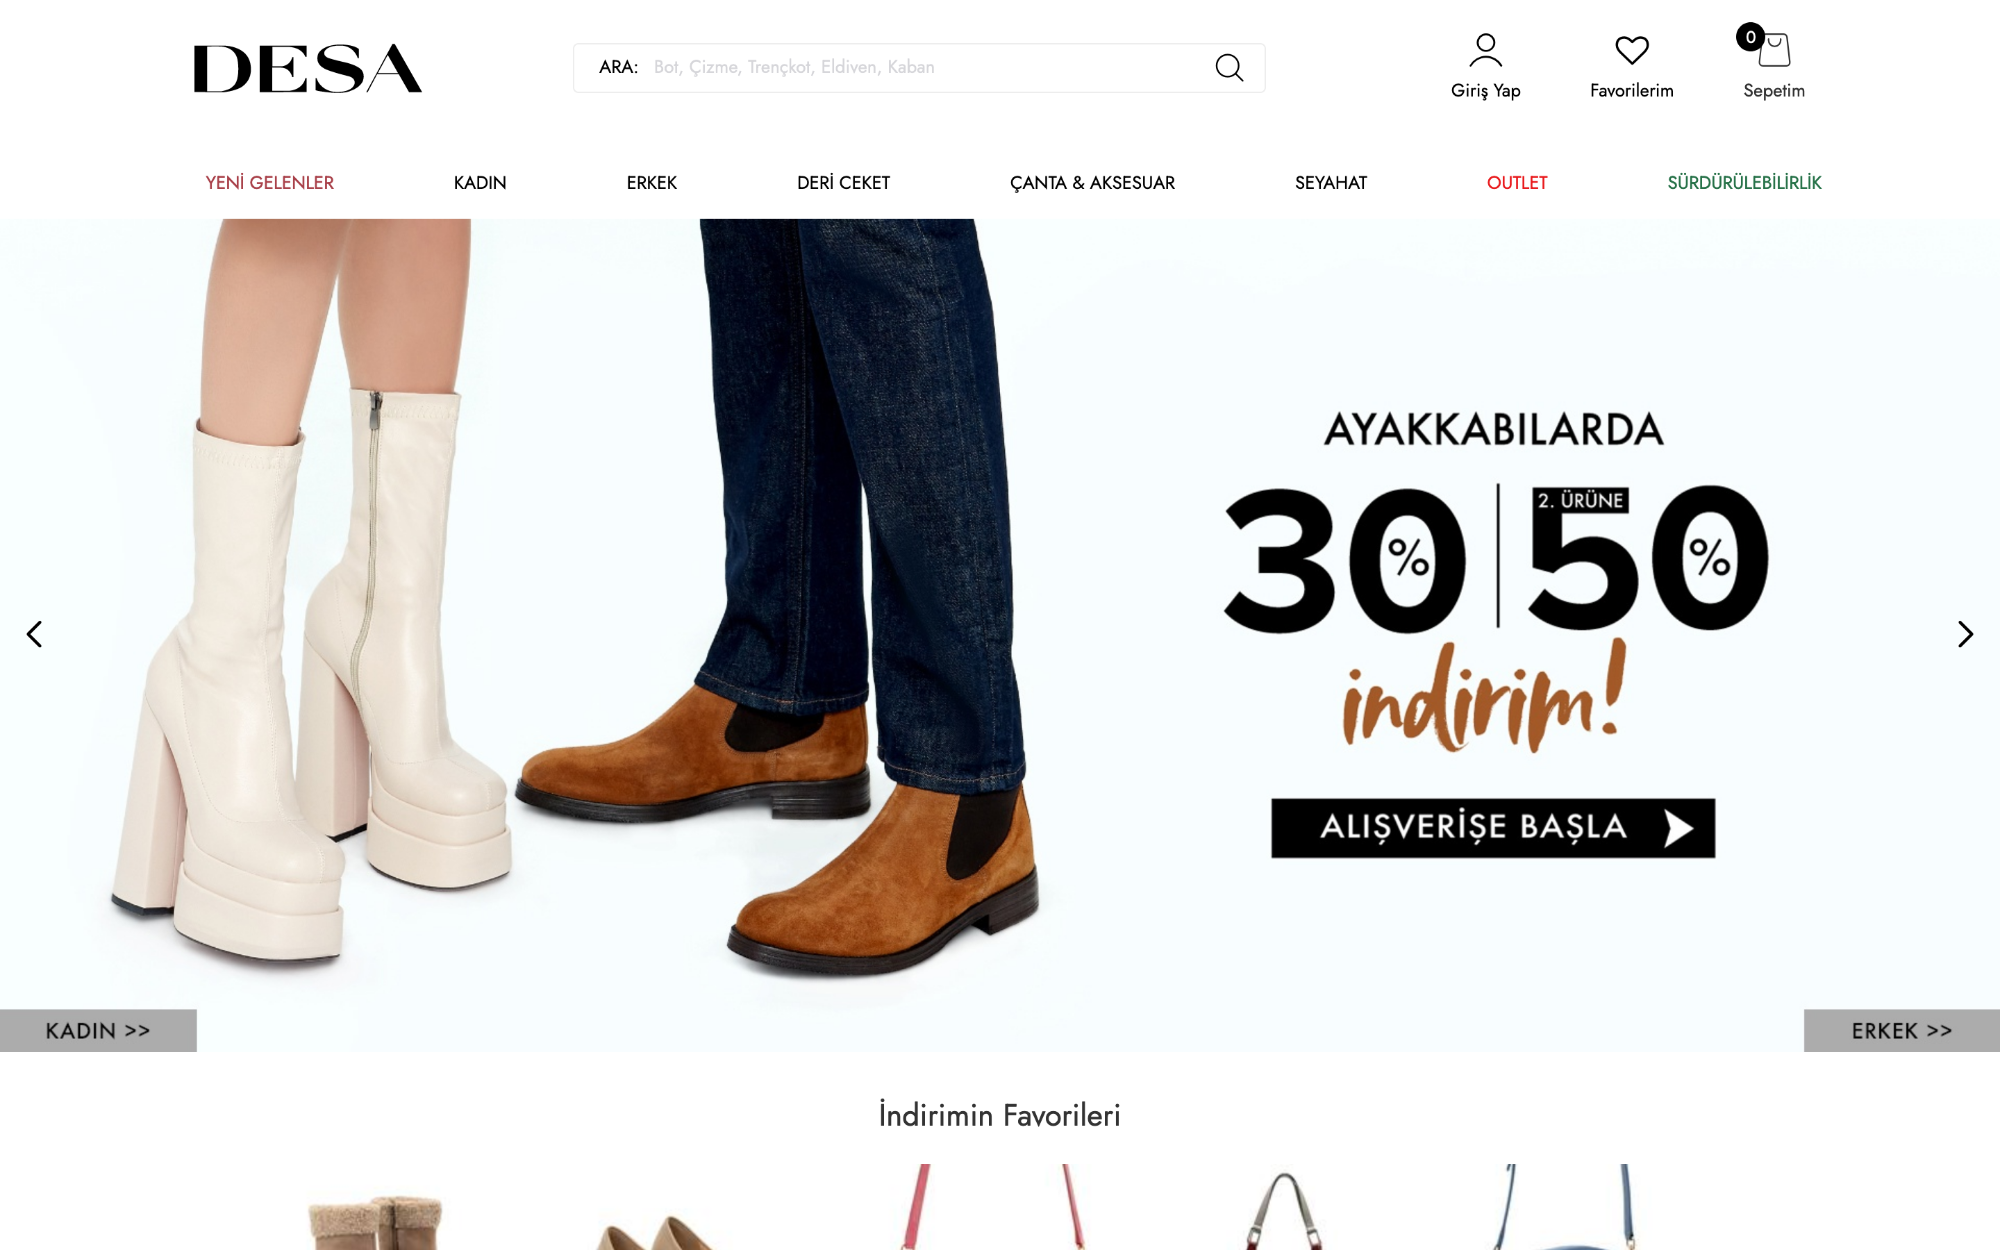 DESA
ARA: Bot, Çizme, Trençkot, Eldiven, Kaban
Giriş Yap
Favorilerim
0
Sepetim
YENİ GELENLER
KADIN
ERKEK
DERİ CEKET
ÇANTA & AKSESUAR
SEYAHAT
OUTLET
SÜRDÜRÜLEBİLİRLİK
AYAKKABILARDA
30%
2. ÜRÜNE
50%
indirim!
ALIŞVERİŞE BAŞLA
KADIN >>
ERKEK >>
İndirimin Favorileri